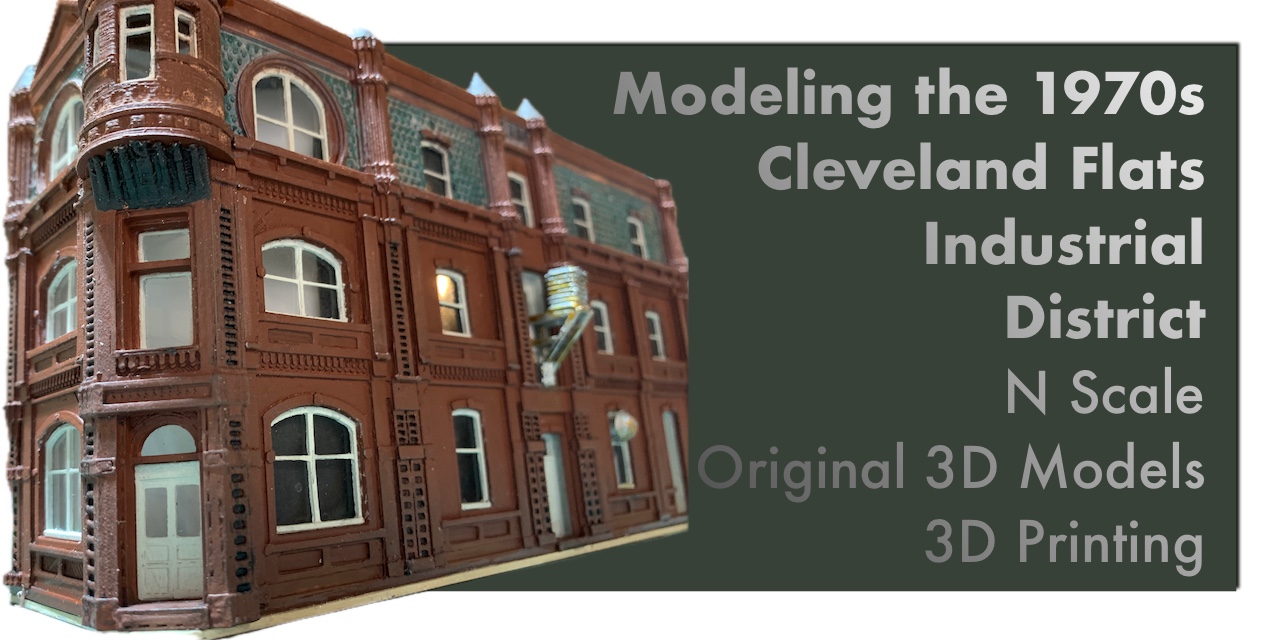 Modeling the 1970s
Cleveland Flats
Industrial
District
N Scale
Original 3D Models
3D Printing